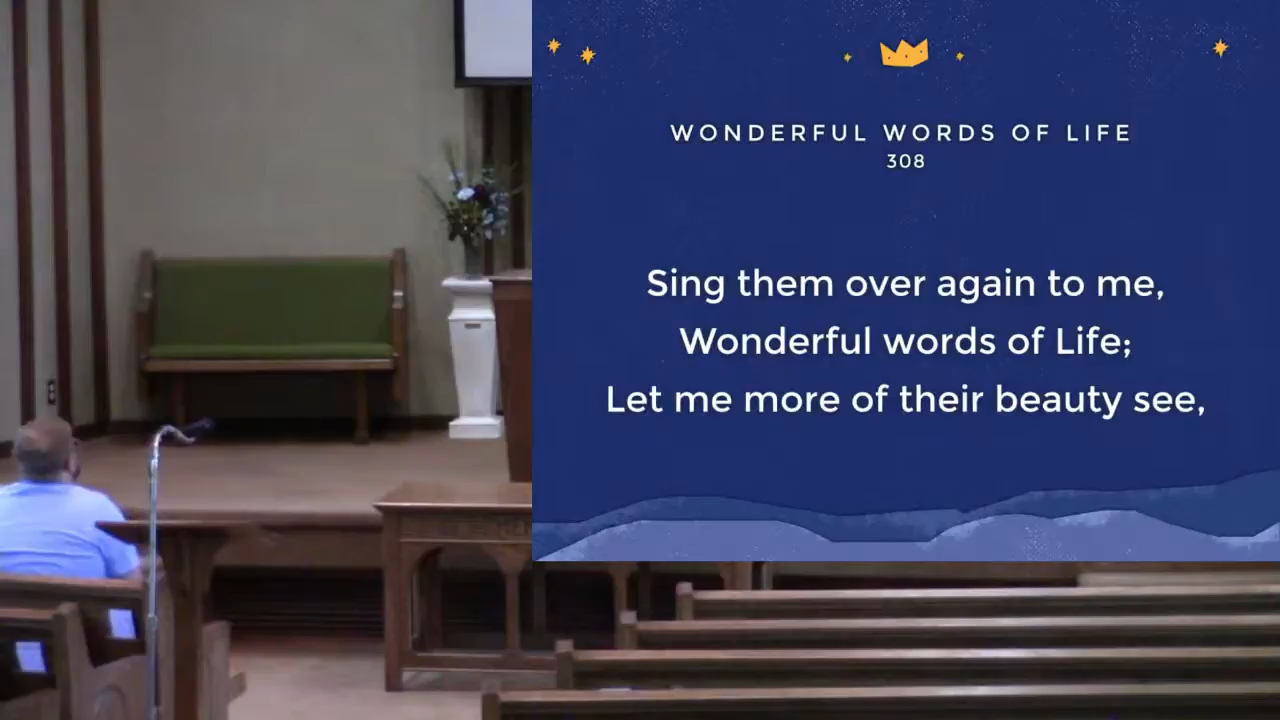 WONDERFUL WORDS OF LIFE
308
Sing them over again to me,
Wonderful words of Life;
Let me more of their beauty see,